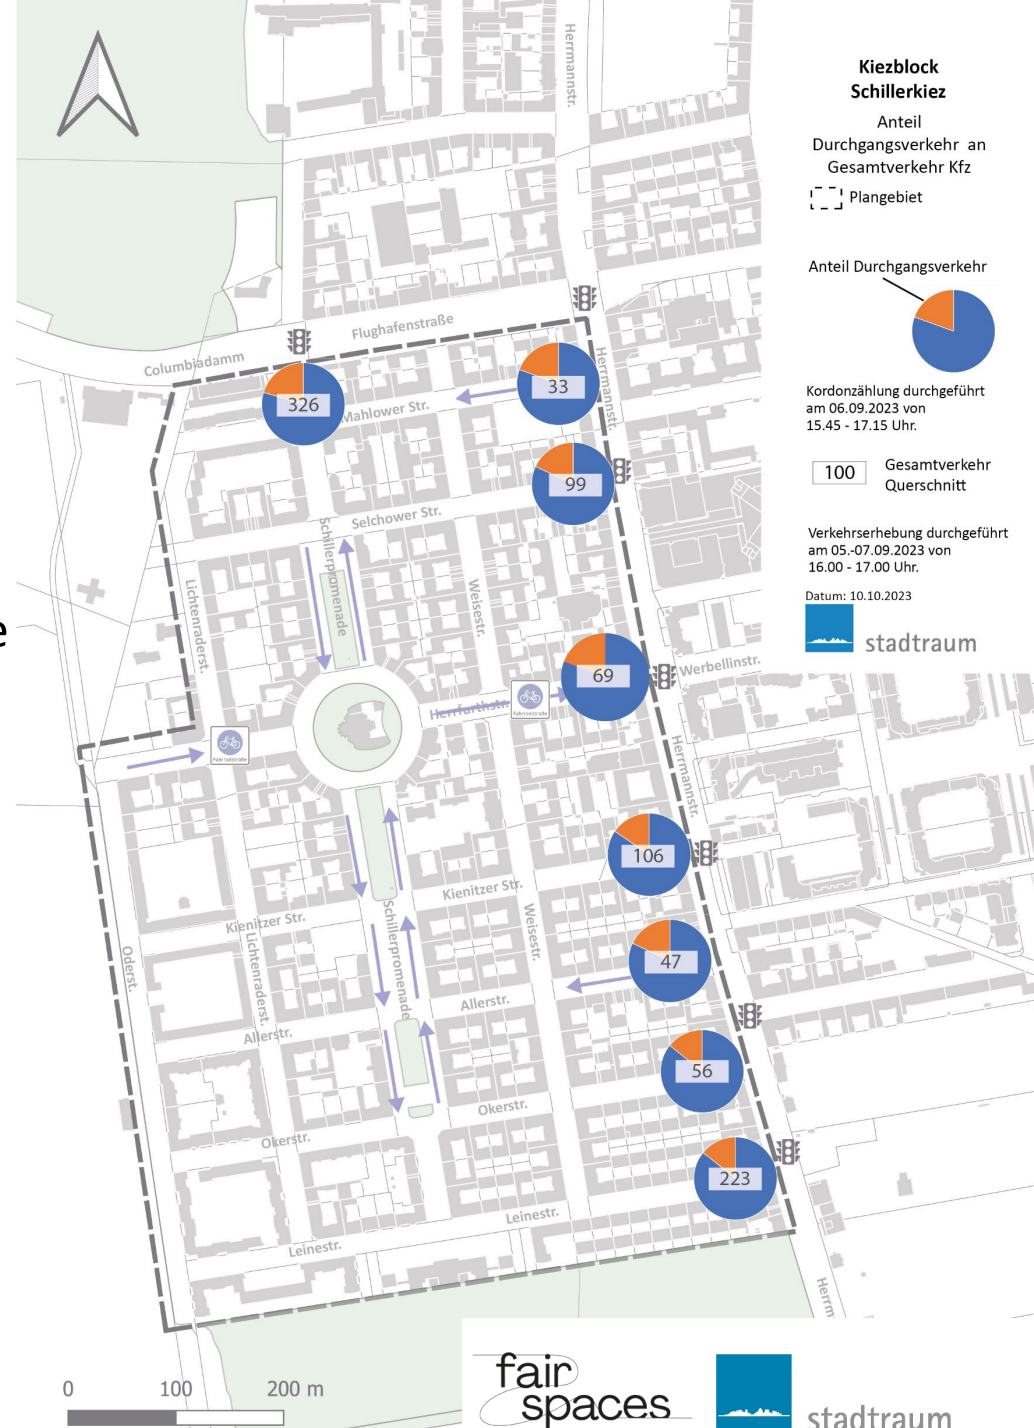 Herrmannstr.
Kiezblock
Schillerkiez
Anteil
Durchgangsverkehr an
Gesamtverkehr Kfz
Plangebiet
Anteil Durchgangsverkehr
Kordonzählung durchgeführt
am 06.09.2023 von
15.45 - 17.15 Uhr.
100
Gesamtverkehr
Querschnitt
Verkehrserhebung durchgeführt
am 05.-07.09.2023 von
16.00 - 17.00 Uhr.
Datum: 10.10.2023
stadtraum
Flughafenstraße
Columbiadamm
Herrmannstr.
33
326
Mahlower Str.
99
Selchower Str.
Schillerpromenade
Lichtenraderst.
Weisestr.
e
69
Werbellinstr.
Herrfurthstr.
Fahrradstraße
Fahrradstraße
Herrmannstr.
106
Kienitzer Str.
Kienitzer Str.
Schillerpromenade
Weisestr.
Lichtenraderst.
Oderst.
47
Allerstr.
Allerstr.
56
Okerstr.
Okerstr.
223
Leinestr.
Leinestr.
Herrm
0 100 200 m
fair
spaces
stadtraum